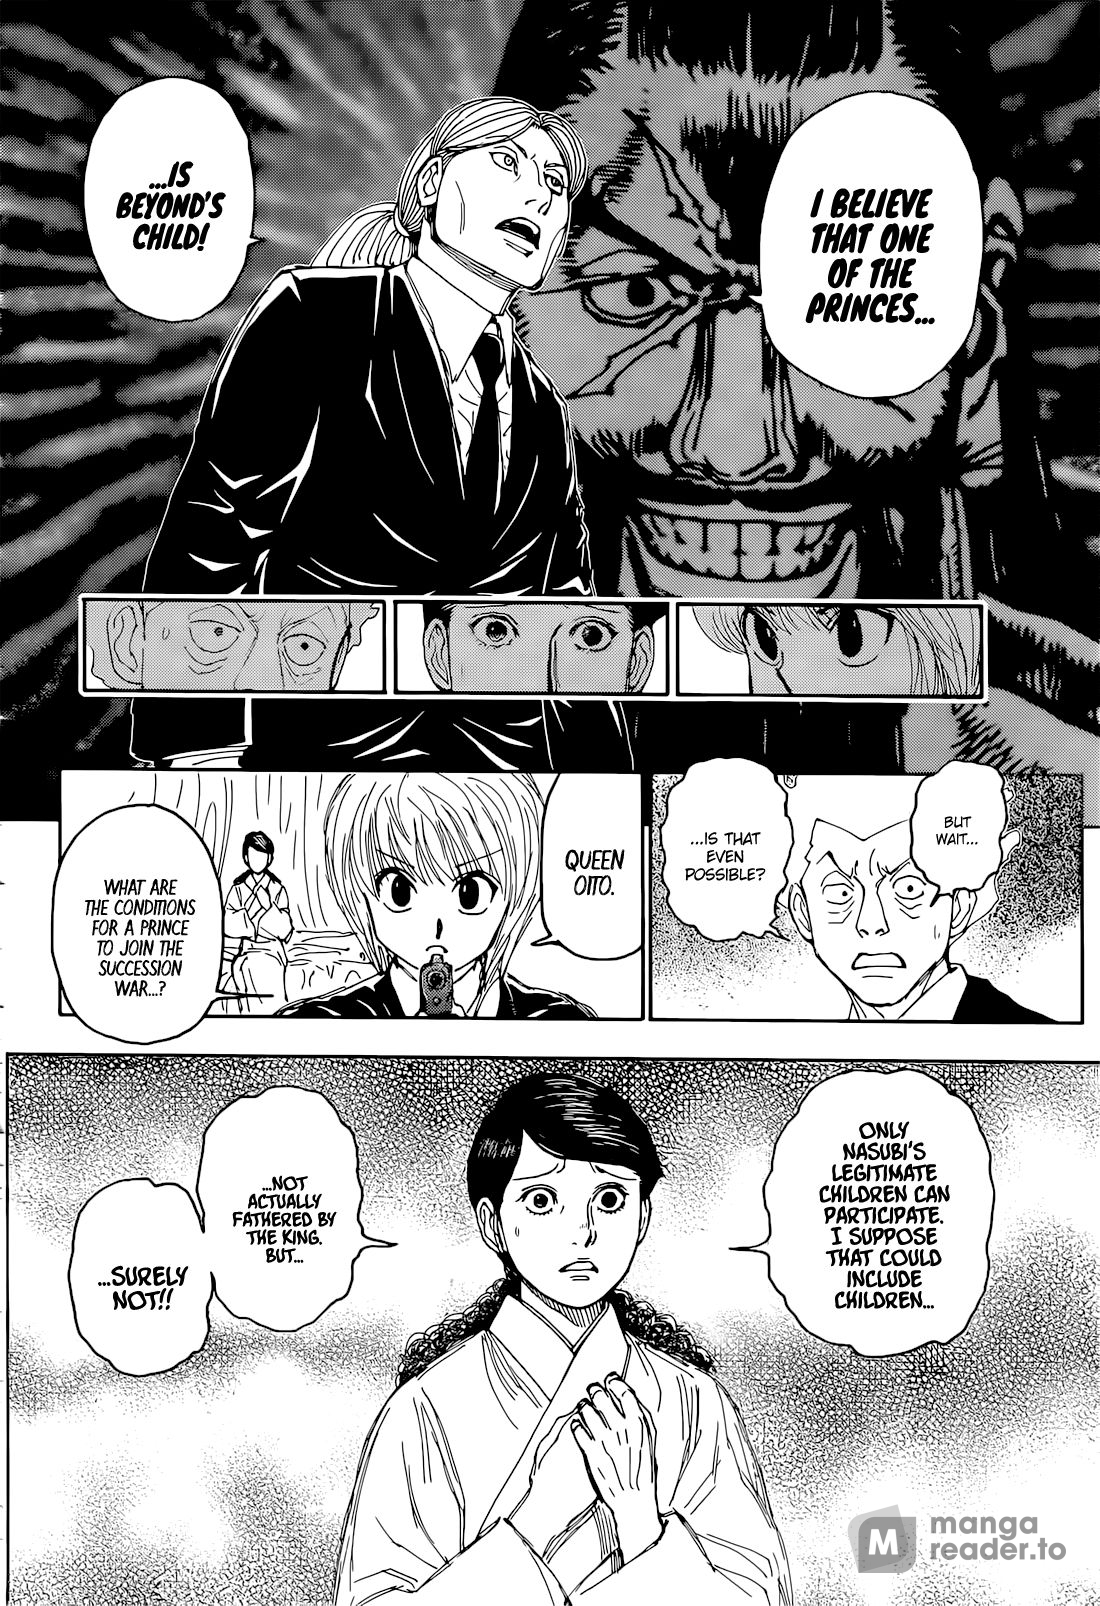 I BELIEVE
THAT ONE
OF THE
PRINCES...
...IS
BEYOND'S
CHILD!
BUT
WAIT...
...IS THAT
EVEN
POSSIBLE?
QUEEN
OITO.
WHAT ARE
THE CONDITIONS
FOR A PRINCE
TO JOIN THE
SUCCESSION
WAR...?
ONLY
NASUBI'S
LEGITIMATE
CHILDREN CAN
PARTICIPATE.
I SUPPOSE
THAT COULD
INCLUDE
CHILDREN...
...NOT
ACTUALLY
FATHERED BY
THE KING.
BUT...
...SURELY
NOT!!
M
manga
reader.to